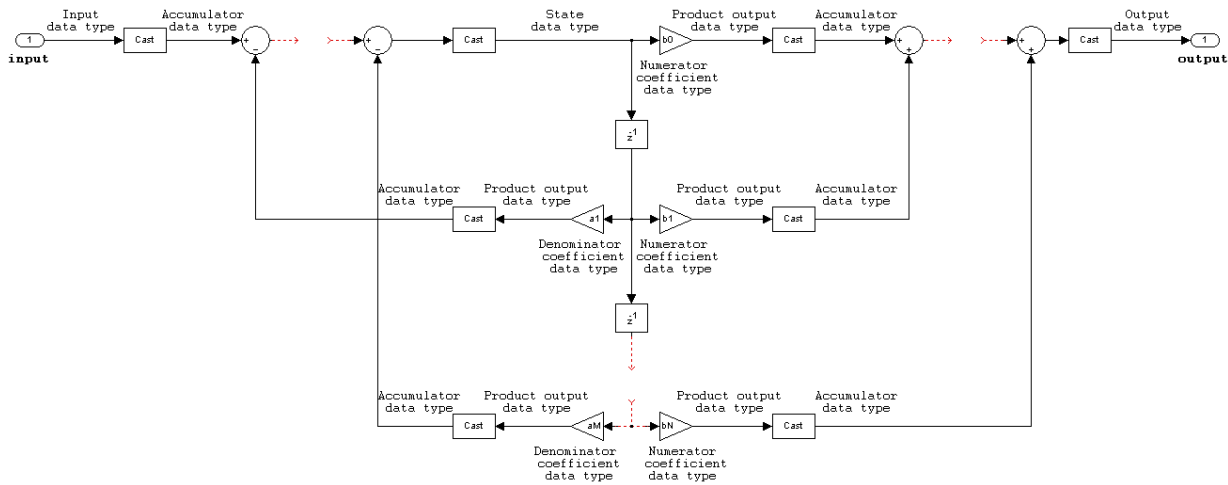 Input
data type
Accumulator
data type
State
data type
Product output
data type
Accumulator
data type
Output
data type
1
Cast
+
-
+
-
Cast
b0
Cast
+
+
+
+
Cast
1
input
output
Numerator
coefficient
data type
z-1
Accumulator
data type
Product output
data type
Product output
data type
Accumulator
data type
Cast
a1
b1
Cast
Denominator
coefficient
data type
Numerator
coefficient
data type
z-1
Accumulator
data type
Product output
data type
Product output
data type
Accumulator
data type
Cast
aM
bN
Cast
Denominator
coefficient
data type
Numerator
coefficient
data type